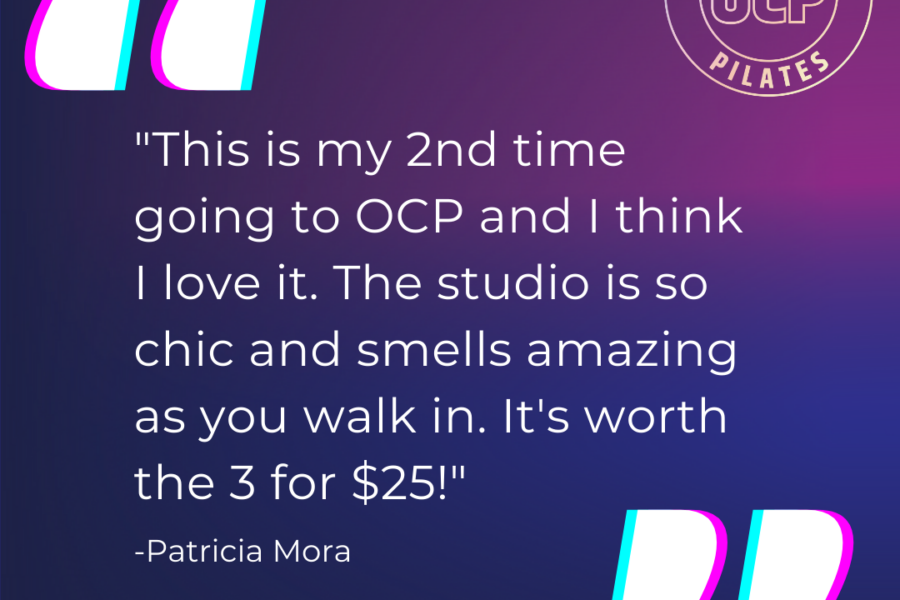 OCP
PILATES
"This is my 2nd time
going to OCP and I think
I love it. The studio is so
chic and smells amazing
as you walk in. It's worth
the 3 for $25!"
-Patricia Mora